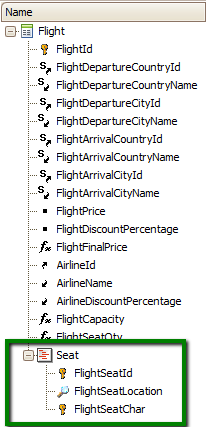 Name
Flight
FlightId
FlightDepartureCountryId
FlightDepartureCountryName
FlightDepartureCityId
FlightDepartureCityName
FlightArrivalCountryId
FlightArrivalCountryName
FlightArrivalCityId
FlightArrivalCityName
FlightPrice
FlightDiscountPercentage
FlightFinalPrice
AirlineId
AirlineName
AirlineDiscountPercentage
FlightCapacity
FlightSeatQty
Seat
FlightSeatId
FlightSeatLocation
FlightSeatChar